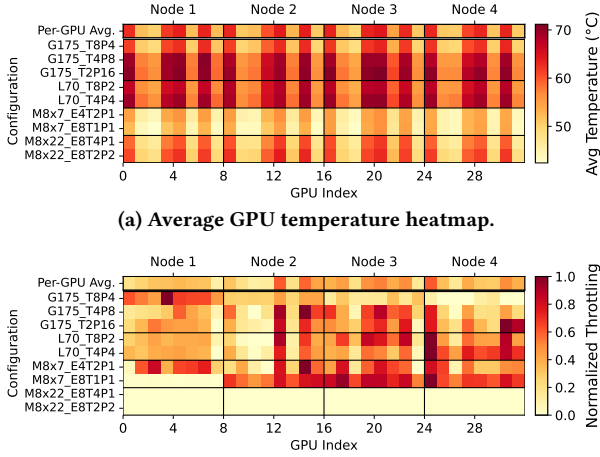 Node 1 Node 2 Node 3 Node 4
Per-GPU Avg.
G175_T8P4
G175_T4P8
G175_T2P16
L70_T8P2
L70_T4P4
M8x7_E4T2P1
M8x7_E8T1P1
M8x22_E8T4P1
M8x22_E8T2P2
Configuration
0 4 8 12 16 20 24 28
GPU Index
70
60
50
Avg Temperature (°C)
(a) Average GPU temperature heatmap.
Node 1 Node 2 Node 3 Node 4
Per-GPU Avg.
G175_T8P4
G175_T4P8
G175_T2P16
L70_T8P2
L70_T4P4
M8x7_E4T2P1
M8x7_E8T1P1
M8x22_E8T4P1
M8x22_E8T2P2
Configuration
0 4 8 12 16 20 24 28
GPU Index
1.0
0.8
0.6
0.4
0.2
0.0
Normalized Throttling